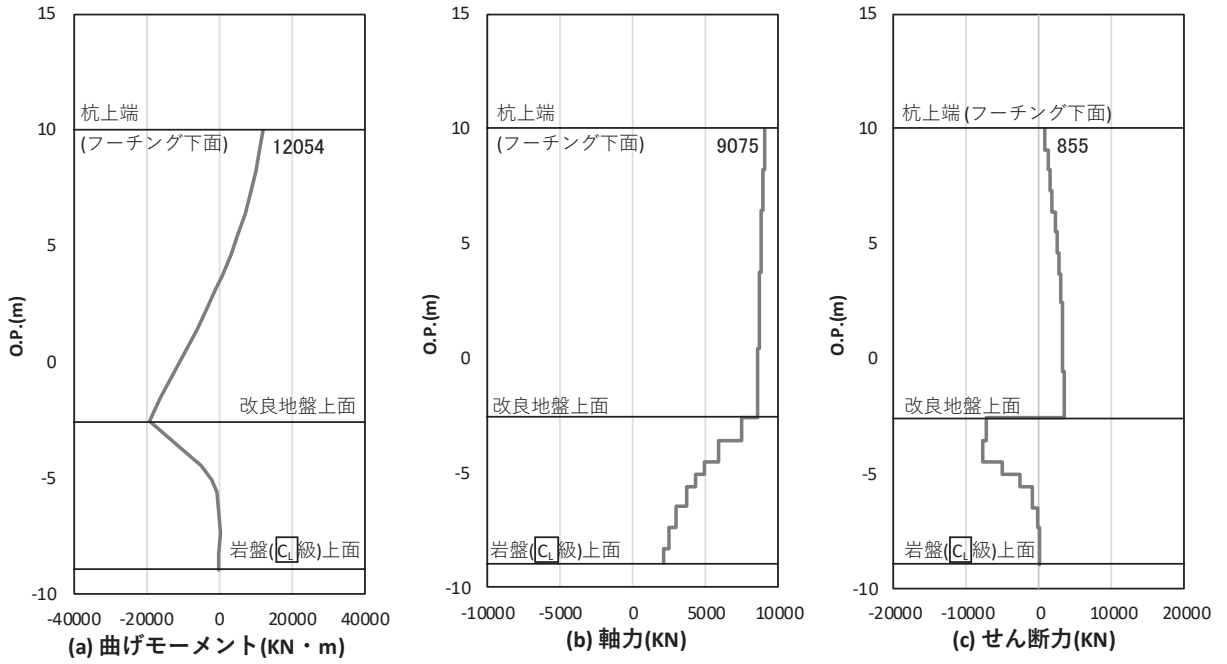 15
10
5
0
-5
-10
O.P.(m)
杭上端
(フーチング下面)
12054
改良地盤上面
岩盤(CL級)上面
-40000 -20000 0 20000 40000
(a) 曲げモーメント(KN・m)
15
10
5
0
-5
-10
O.P.(m)
杭上端
(フーチング下面)
9075
改良地盤上面
岩盤(CL級)上面
-10000 -5000 0 5000 10000
(b) 軸力(KN)
15
10
5
0
-5
-10
O.P.(m)
杭上端 (フーチング下面)
855
改良地盤上面
岩盤(CL級)上面
-20000 -10000 0 10000 20000
(c) せん断力(KN)